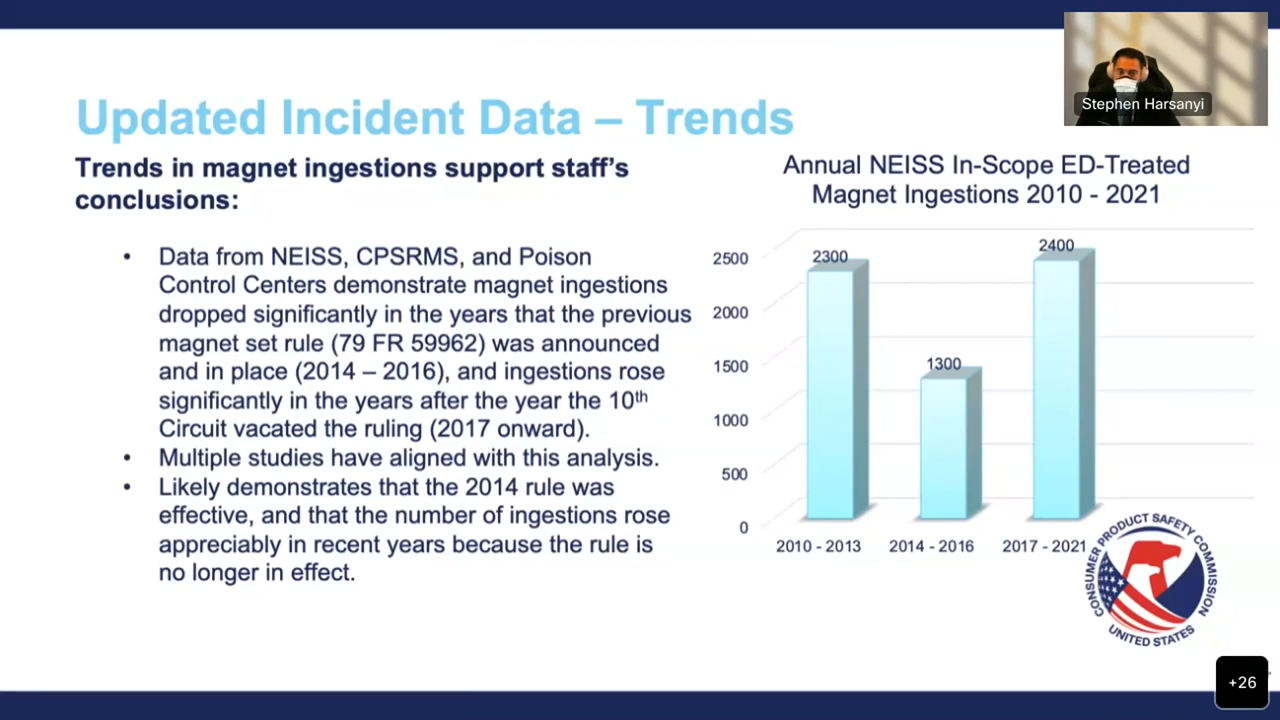 Stephen Harsanyi
Updated Incident Data – Trends
Trends in magnet ingestions support staff’s
conclusions:
• Data from NEISS, CPSRMS, and Poison
Control Centers demonstrate magnet ingestions
dropped significantly in the years that the previous
magnet set rule (79 FR 59962) was announced
and in place (2014 – 2016), and ingestions rose
significantly in the years after the year the 10th
Circuit vacated the ruling (2017 onward).
• Multiple studies have aligned with this analysis.
• Likely demonstrates that the 2014 rule was
effective, and that the number of ingestions rose
appreciably in recent years because the rule is
no longer in effect.
Annual NEISS In-Scope ED-Treated
Magnet Ingestions 2010 - 2021
2500
2000
1500
1000
500
0
2300
1300
2400
2010 - 2013
2014 - 2016
2017 - 2021
CONSUMER PRODUCT SAFETY COMMISSION
UNITED STATES
+26